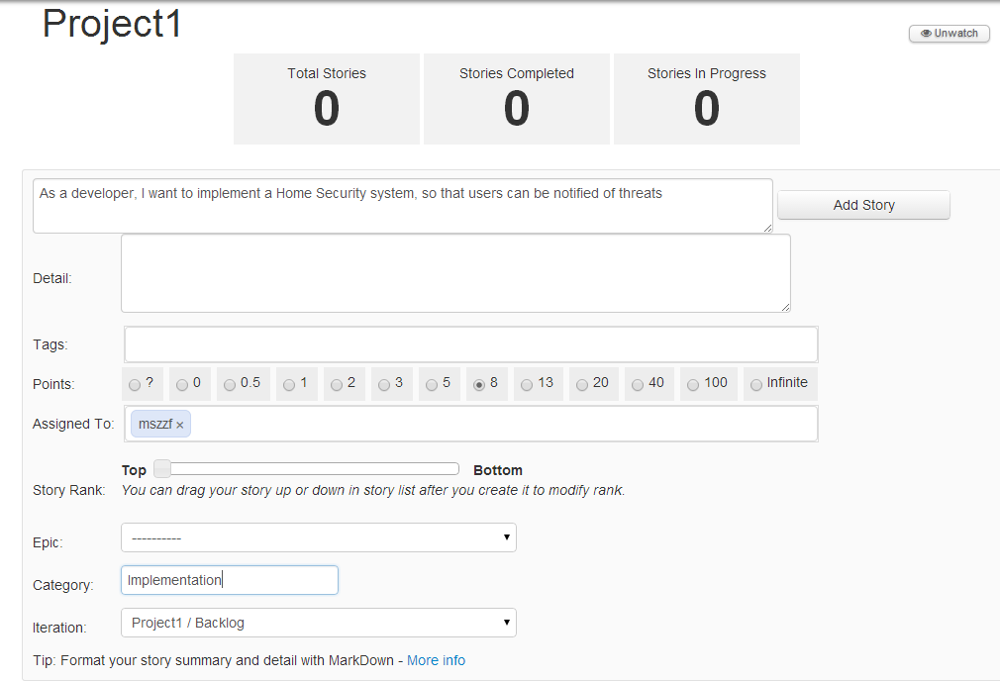 Project1
Unwatch
Total Stories Stories Completed Stories In Progress
0 0 0
As a developer, I want to implement a Home Security system, so that users can be notified of threats
Add Story
Detail:
Tags:
Points: ? 0 0.5 1 2 3 5 8 13 20 40 100 Infinite
Assigned To: mszzf ×
Top Bottom
Story Rank: You can drag your story up or down in story list after you create it to modify rank.
Epic: ----------
Category: Implementation
Iteration: Project1 / Backlog
Tip: Format your story summary and detail with MarkDown - More info